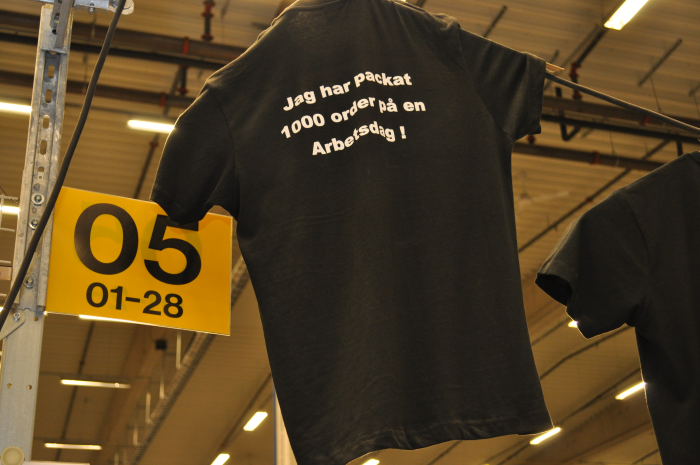 Jag har packat
1000 order på en
Arbetsdag !
05
01-28